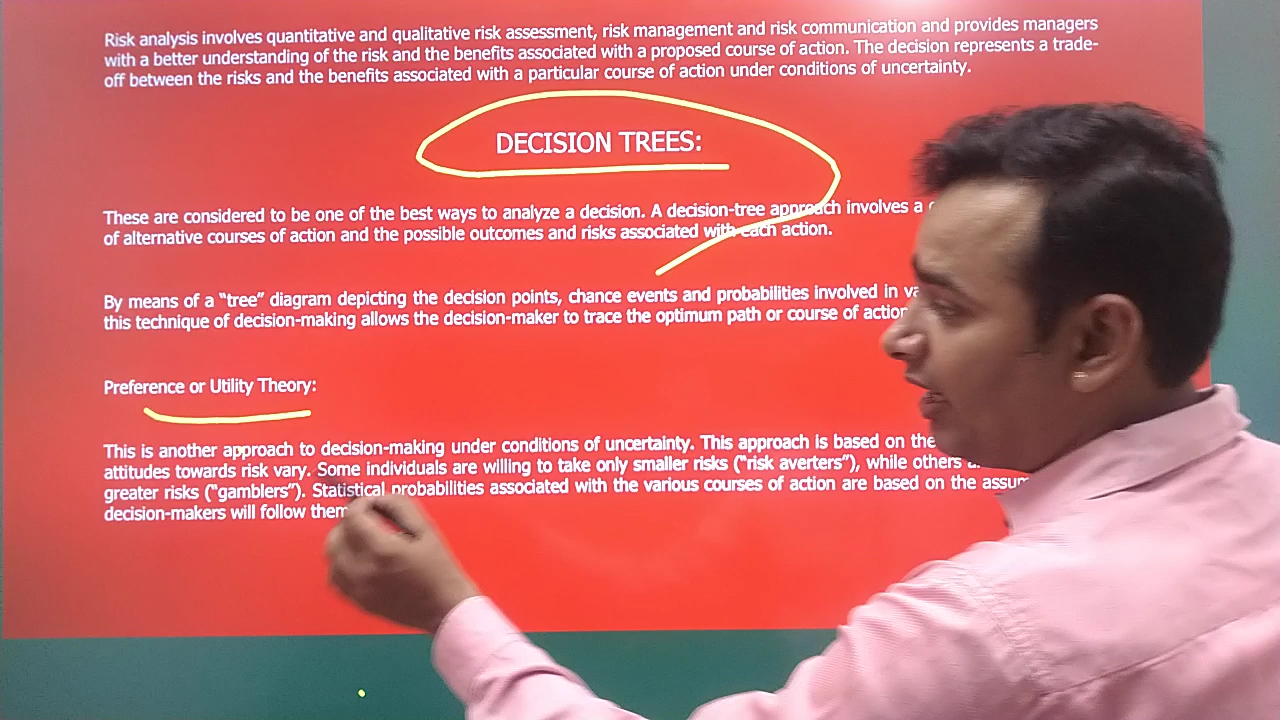 Risk analysis involves quantitative and qualitative risk assessment, risk management and risk communication and provides managers
with a better understanding of the risk and the benefits associated with a proposed course of action. The decision represents a trade-
off between the risks and the benefits associated with a particular course of action under conditions of uncertainty.
DECISION TREES:
These are considered to be one of the best ways to analyze a decision. A decision-tree approach involves a
of alternative courses of action and the possible outcomes and risks associated with each action.
By means of a “tree” diagram depicting the decision points, chance events and probabilities involved in
this technique of decision-making allows the decision-maker to trace the optimum path or course of action
Preference or Utility Theory:
This is another approach to decision-making under conditions of uncertainty. This approach is based on the
attitudes towards risk vary. Some individuals are willing to take only smaller risks (“risk averters”), while others
greater risks (“gamblers”). Statistical probabilities associated with the various courses of action are based on the
decision-makers will follow them